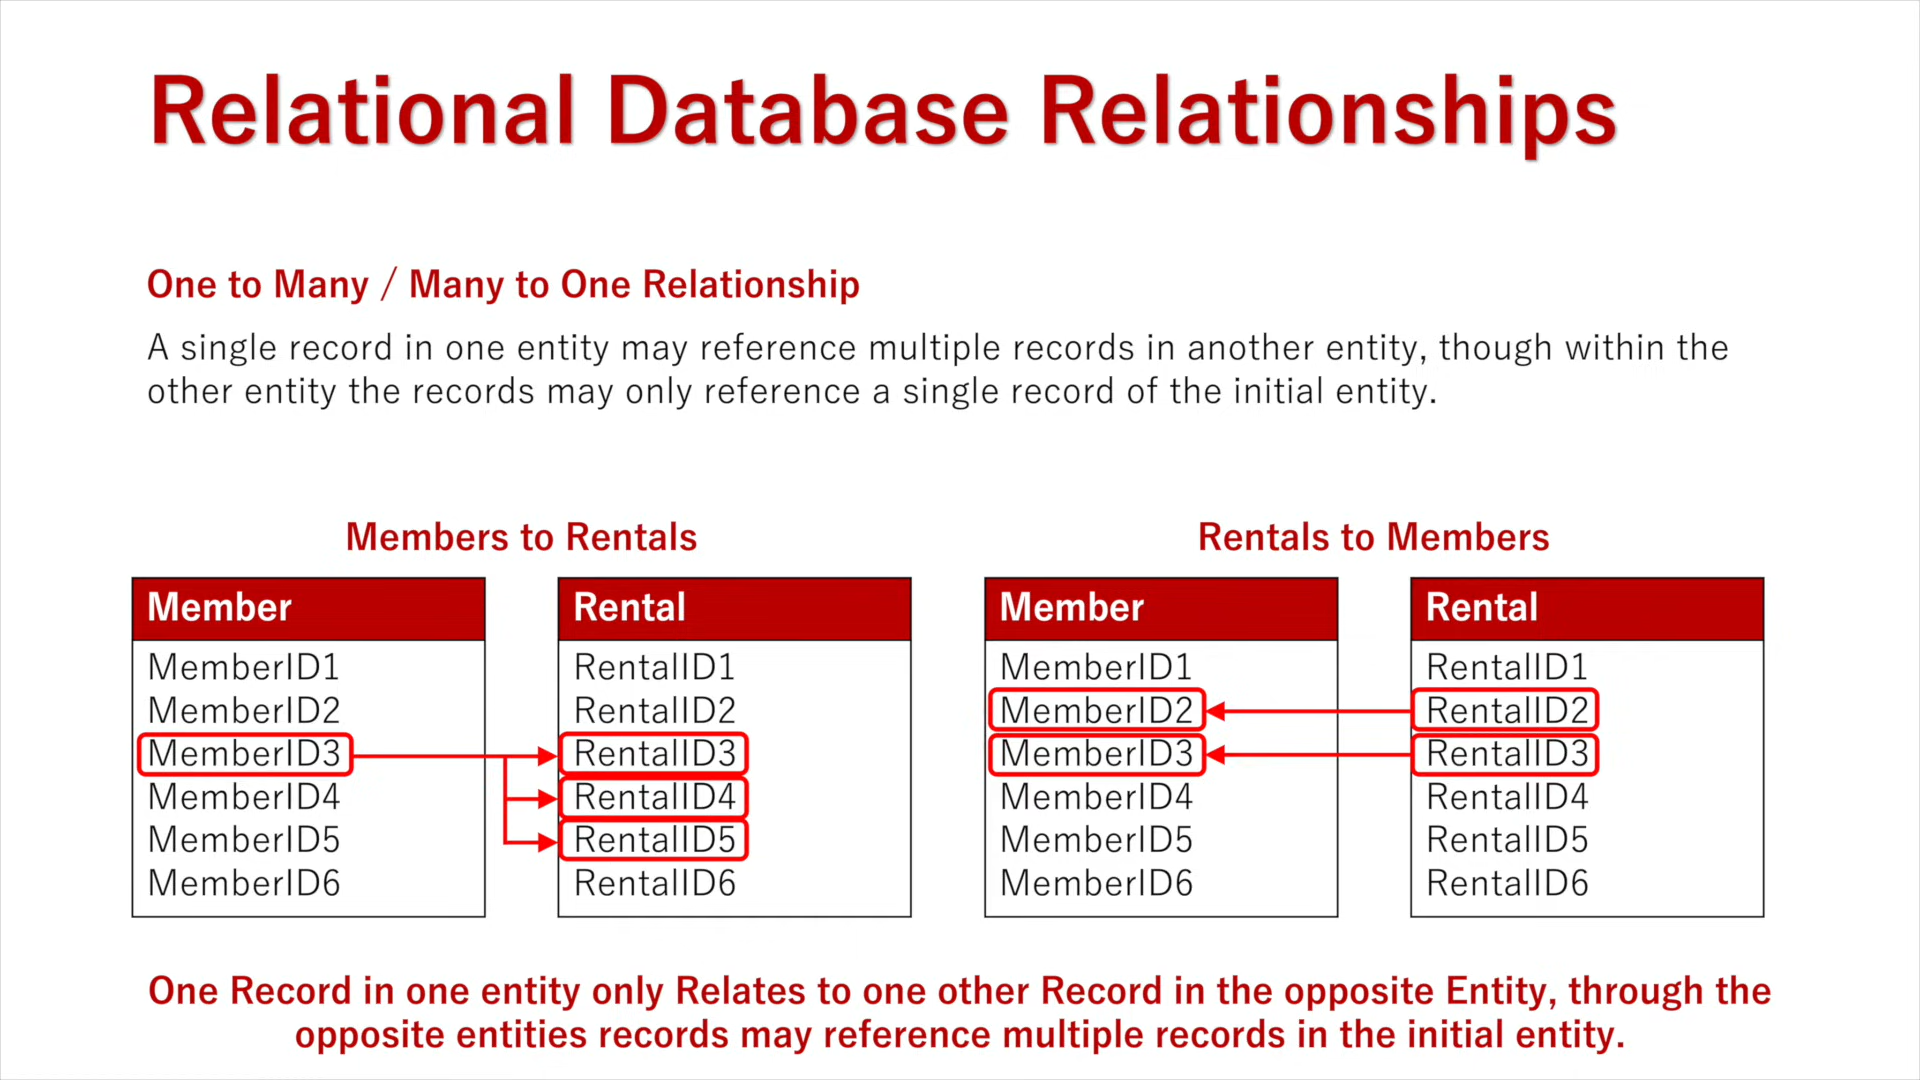 Relational Database Relationships
One to Many / Many to One Relationship
A single record in one entity may reference multiple records in another entity, though within the
other entity the records may only reference a single record of the initial entity.
Members to Rentals
Member
MemberID1
MemberID2
MemberID3
MemberID4
MemberID5
MemberID6
Rental
RentalID1
RentalID2
RentalID3
RentalID4
RentalID5
RentalID6
Rentals to Members
Member
MemberID1
MemberID2
MemberID3
MemberID4
MemberID5
MemberID6
Rental
RentalID1
RentalID2
RentalID3
RentalID4
RentalID5
RentalID6
One Record in one entity only Relates to one other Record in the opposite Entity, through the
opposite entities records may reference multiple records in the initial entity.